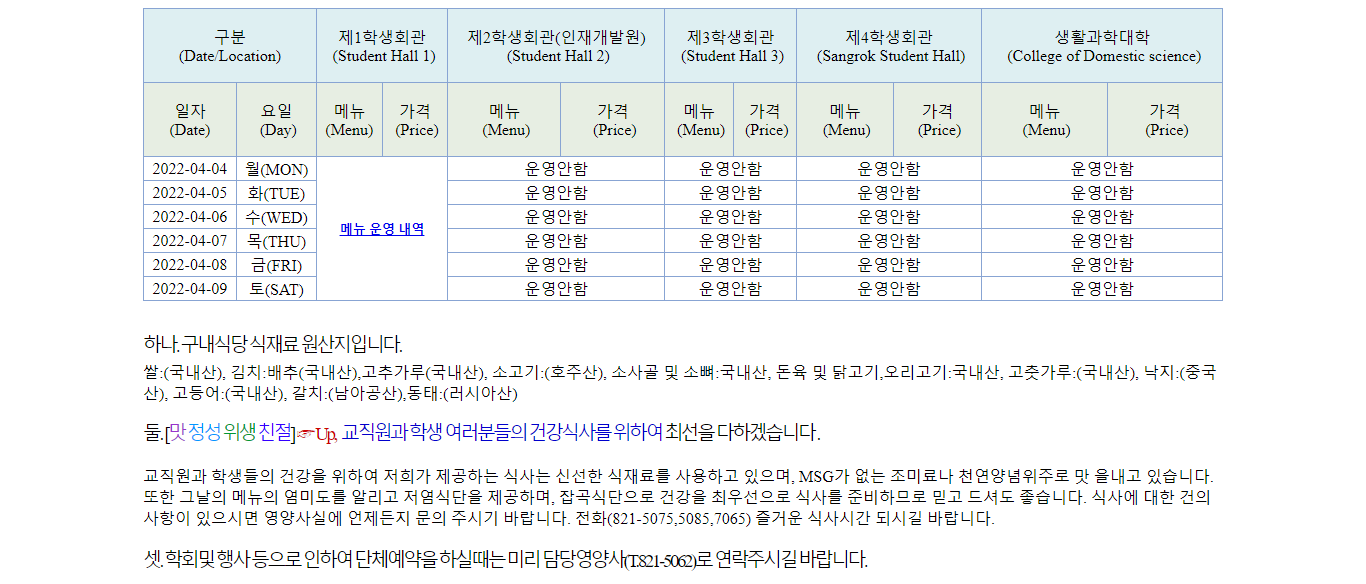 구분 제1학생회관 제2학생회관(인재개발원) 제3학생회관 제4학생회관 생활과학대학
(Date/Location) (Student Hall 1) (Student Hall 2) (Student Hall 3) (Sangrok Student Hall) (College of Domestic science)
일자 요일 메뉴 가격 메뉴 가격 메뉴 가격 메뉴 가격 메뉴 가격
(Date) (Day) (Menu) (Price) (Menu) (Price) (Menu) (Price) (Menu) (Price) (Menu) (Price)
2022-04-04 월(MON) 운영안함 운영안함 운영안함 운영안함
2022-04-05 화(TUE) 운영안함 운영안함 운영안함 운영안함
2022-04-06 수(WED) 운영안함 운영안함 운영안함 운영안함
메뉴 운영 내역
2022-04-07 목(THU) 운영안함 운영안함 운영안함 운영안함
2022-04-08 금(FRI) 운영안함 운영안함 운영안함 운영안함
2022-04-09 토(SAT) 운영안함 운영안함 운영안함 운영안함
하나. 구내식당 식재료 원산지입니다.
쌀:(국내산), 김치:배추(국내산),고추가루(국내산), 소고기:(호주산), 소사골 및 소뼈:국내산, 돈육 및 닭고기,오리고기:국내산, 고춧가루:(국내산), 낙지:(중국
산), 고등어:(국내산), 갈치:(남아공산),동태:(러시아산)
둘. [맛 정성 위생 친절]☞Up, 교직원과 학생 여러분들의 건강식사를 위하여 최선을 다하겠습니다.
교직원과 학생들의 건강을 위하여 저희가 제공하는 식사는 신선한 식재료를 사용하고 있으며, MSG가 없는 조미료나 천연양념위주로 맛 을내고 있습니다.
또한 그날의 메뉴의 염미도를 알리고 저염식단을 제공하며, 잡곡식단으로 건강을 최우선으로 식사를 준비하므로 믿고 드셔도 좋습니다. 식사에 대한 건의
사항이 있으시면 영양사실에 언제든지 문의 주시기 바랍니다. 전화(821-5075,5085,7065) 즐거운 식사시간 되시길 바랍니다.
셋. 학회및 행사 등으로 인하여 단체예약을 하실때는 미리 담당영양사(T.821-5062)로 연락주시길 바랍니다.